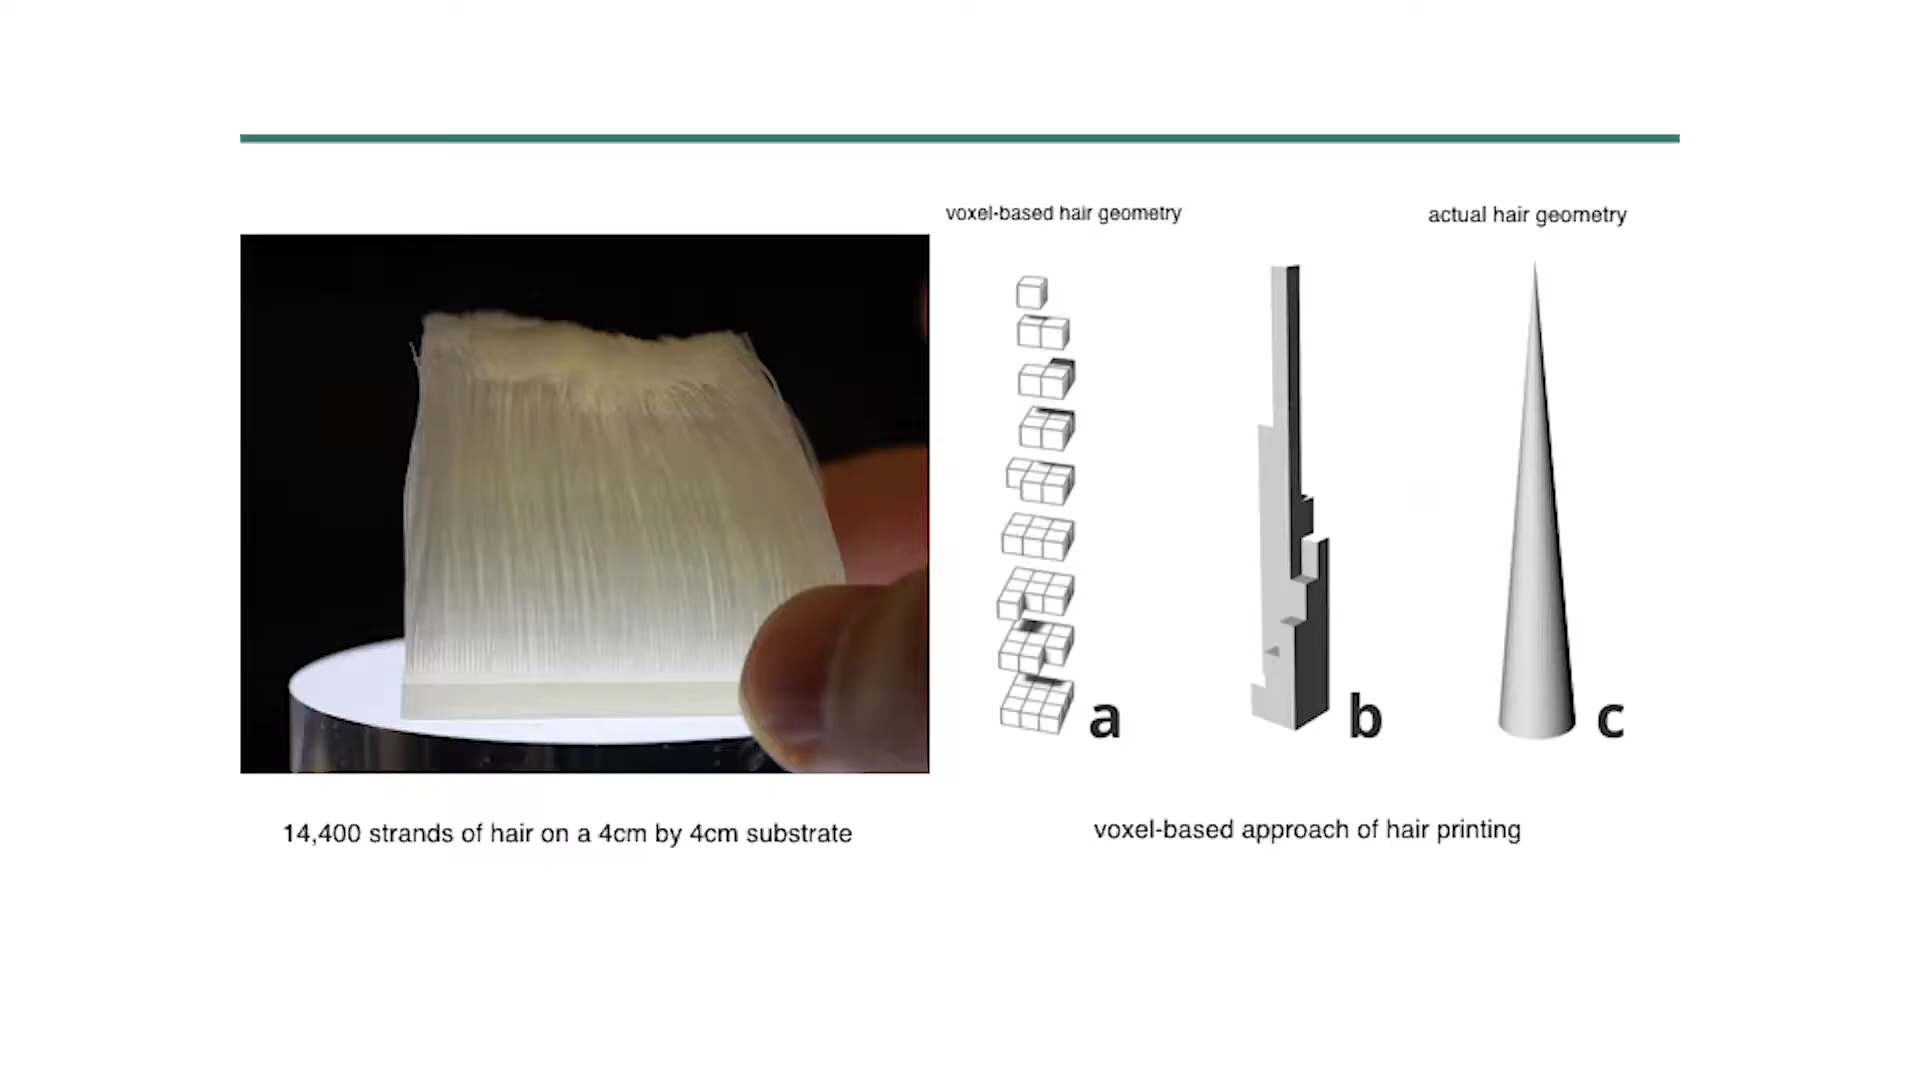 voxel-based hair geometry
actual hair geometry
a
b
c
14,400 strands of hair on a 4cm by 4cm substrate
voxel-based approach of hair printing